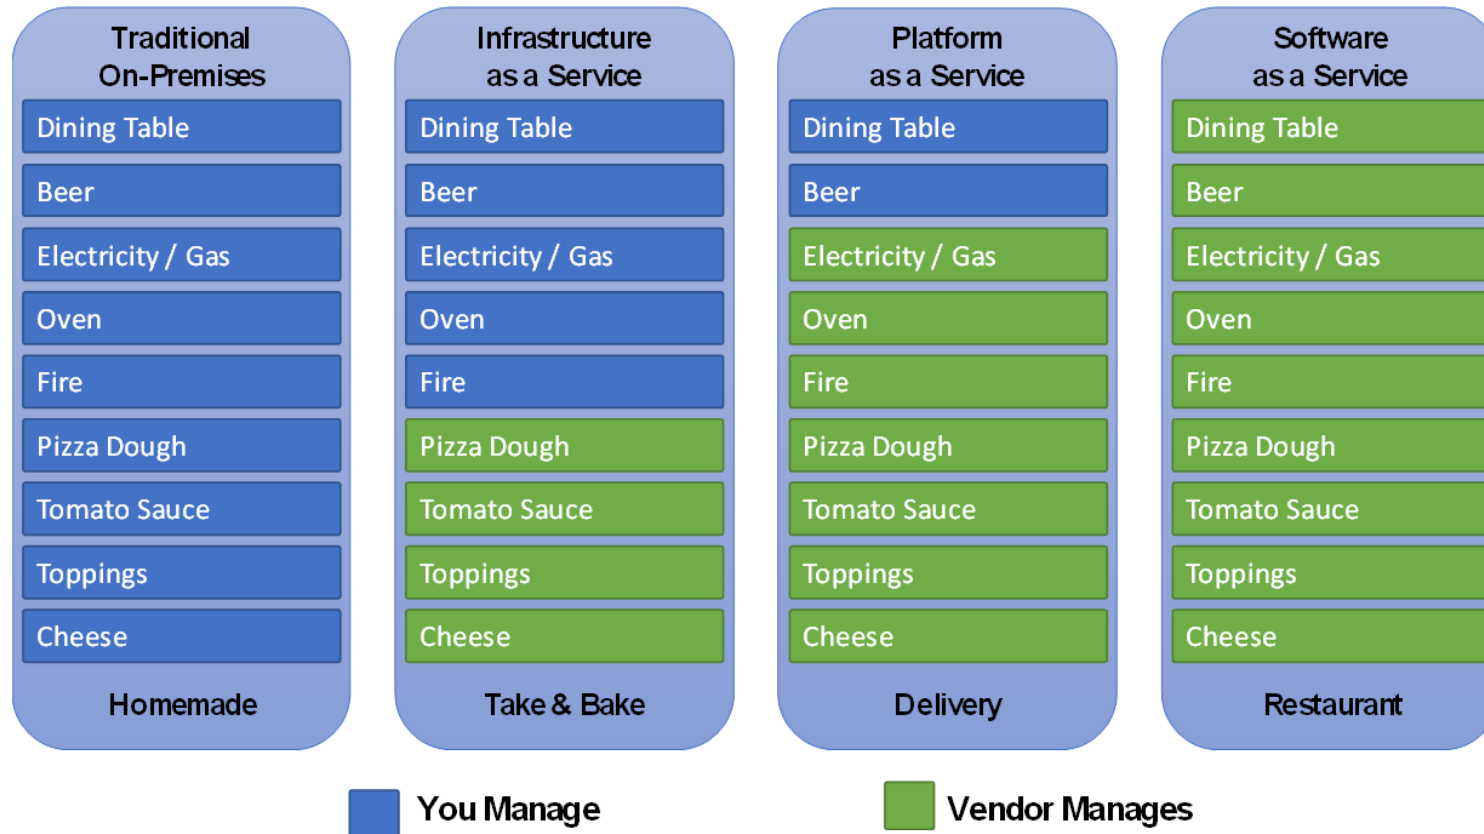 Traditional
On-Premises
Dining Table
Beer
Electricity / Gas
Oven
Fire
Pizza Dough
Tomato Sauce
Toppings
Cheese
Homemade
Infrastructure
as a Service
Dining Table
Beer
Electricity / Gas
Oven
Fire
Pizza Dough
Tomato Sauce
Toppings
Cheese
Take & Bake
Platform
as a Service
Dining Table
Beer
Electricity / Gas
Oven
Fire
Pizza Dough
Tomato Sauce
Toppings
Cheese
Delivery
Software
as a Service
Dining Table
Beer
Electricity / Gas
Oven
Fire
Pizza Dough
Tomato Sauce
Toppings
Cheese
Restaurant
You Manage
Vendor Manages